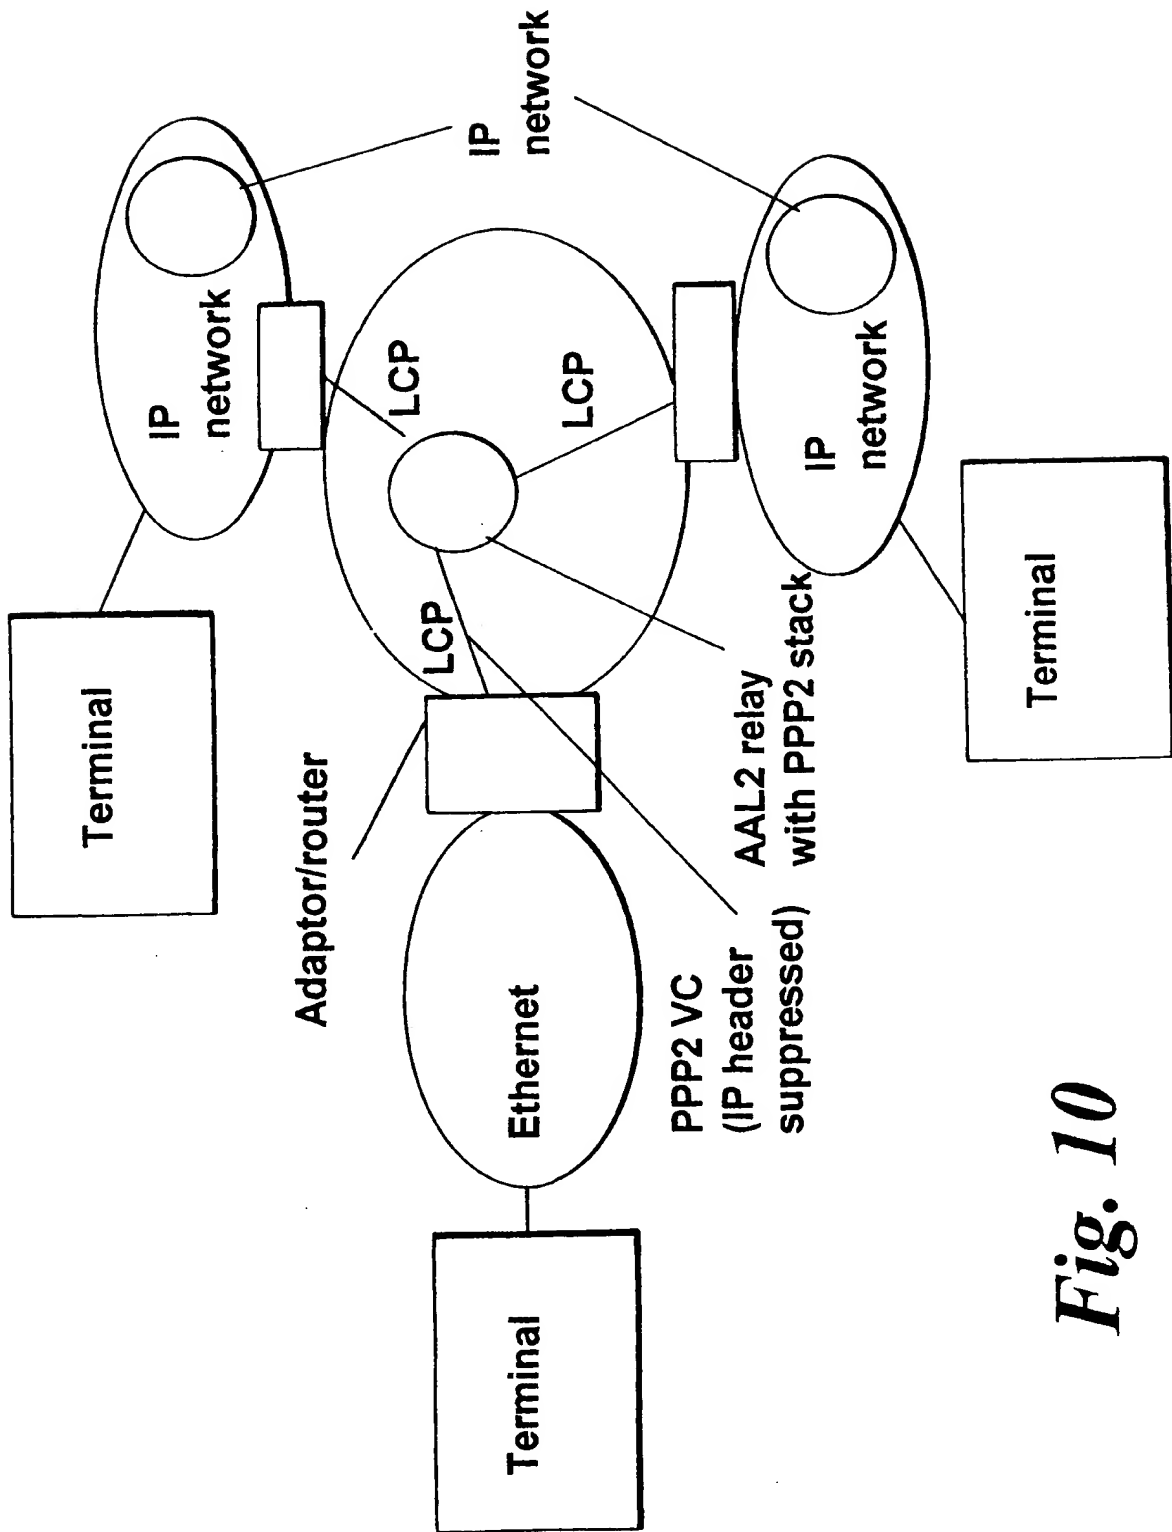 Terminal
IP
network
IP
network
LCP
LCP
LCP
Adaptor/router
Ethernet
Terminal
PPP2 VC
(IP header
suppressed)
AAL2 relay
with PPP2 stack
IP
network
Terminal
Fig. 10